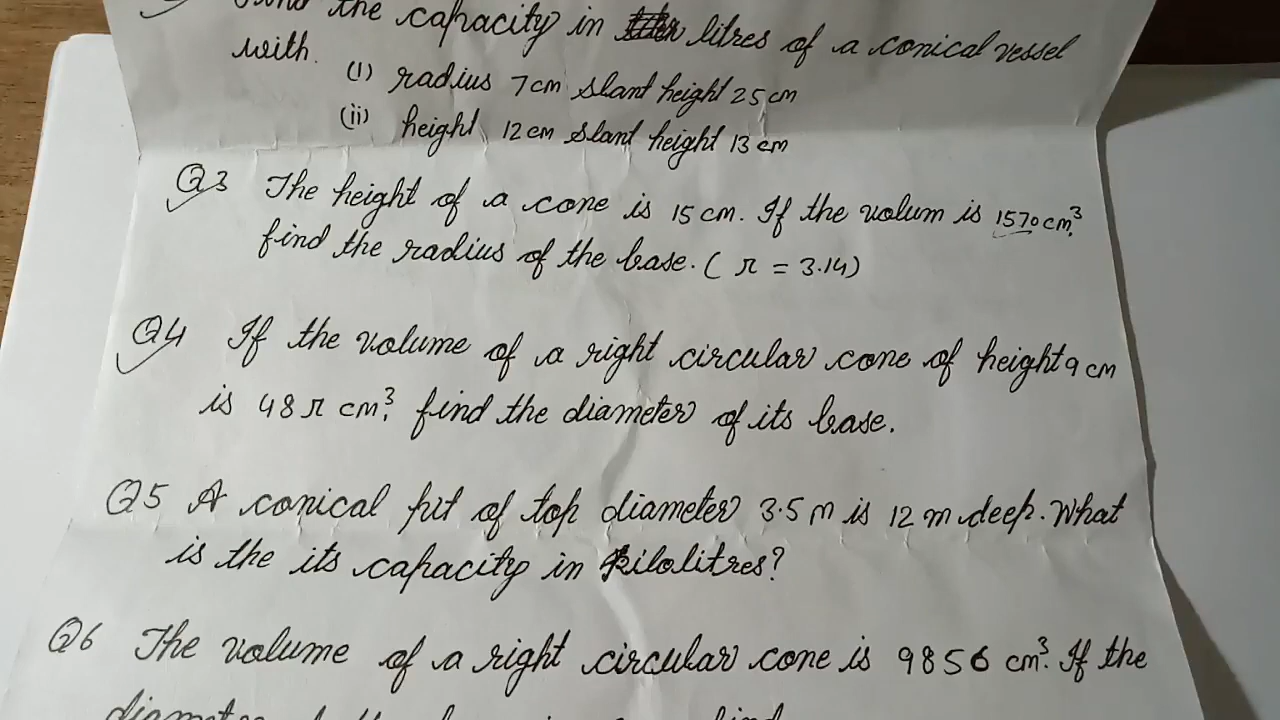 the capacity in litres of a conical vessel
with.
(i) radius 7cm slant height 25 cm
(ii) height 12 cm slant height 13 cm
Q3 The height of a cone is 15 cm. If the volum is 1570 cm³.
find the radius of the base. ( π = 3.14)
Q4 If the volume of a right circular cone of height 9 cm
is 48 π cm³. find the diameter of its base.
Q5 A conical pit of top diameter 3.5 m is 12 m deep. What
is the its capacity in kilolitres?
Q6 The volume of a right circular cone is 9856 cm³. If the